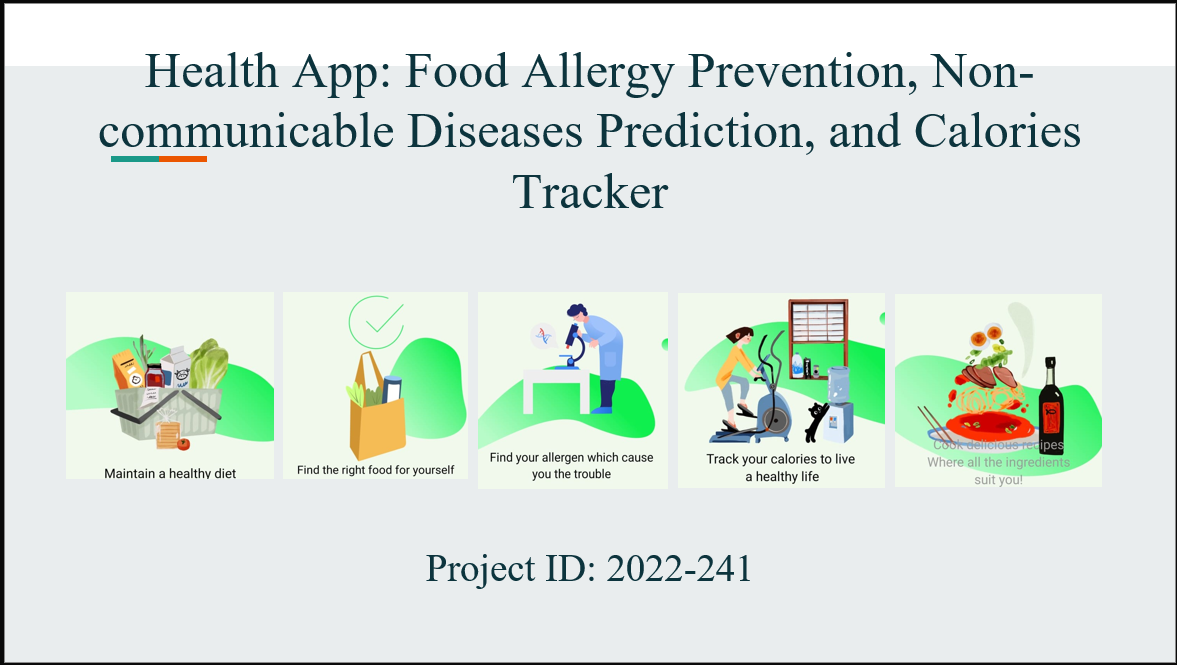 Health App: Food Allergy Prevention, Non-
communicable Diseases Prediction, and Calories
Tracker
Maintain a healthy diet
Find the right food for yourself
Find your allergen which cause
you the trouble
Track your calories to live
a healthy life
Cook delicious recipes
Where all the ingredients
suit you!
Project ID: 2022-241